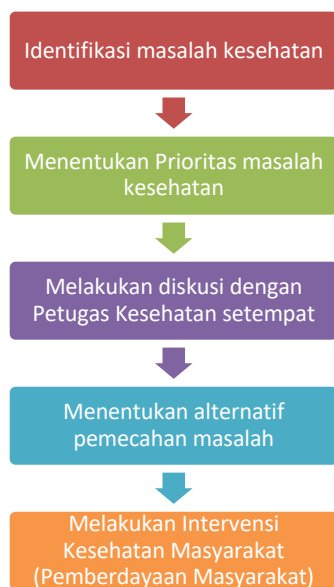 Identifikasi masalah kesehatan
Menentukan Prioritas masalah
kesehatan
Melakukan diskusi dengan
Petugas Kesehatan setempat
Menentukan alternatif
pemecahan masalah
Melakukan Intervensi
Kesehatan Masyarakat
(Pemberdayaan Masyarakat)